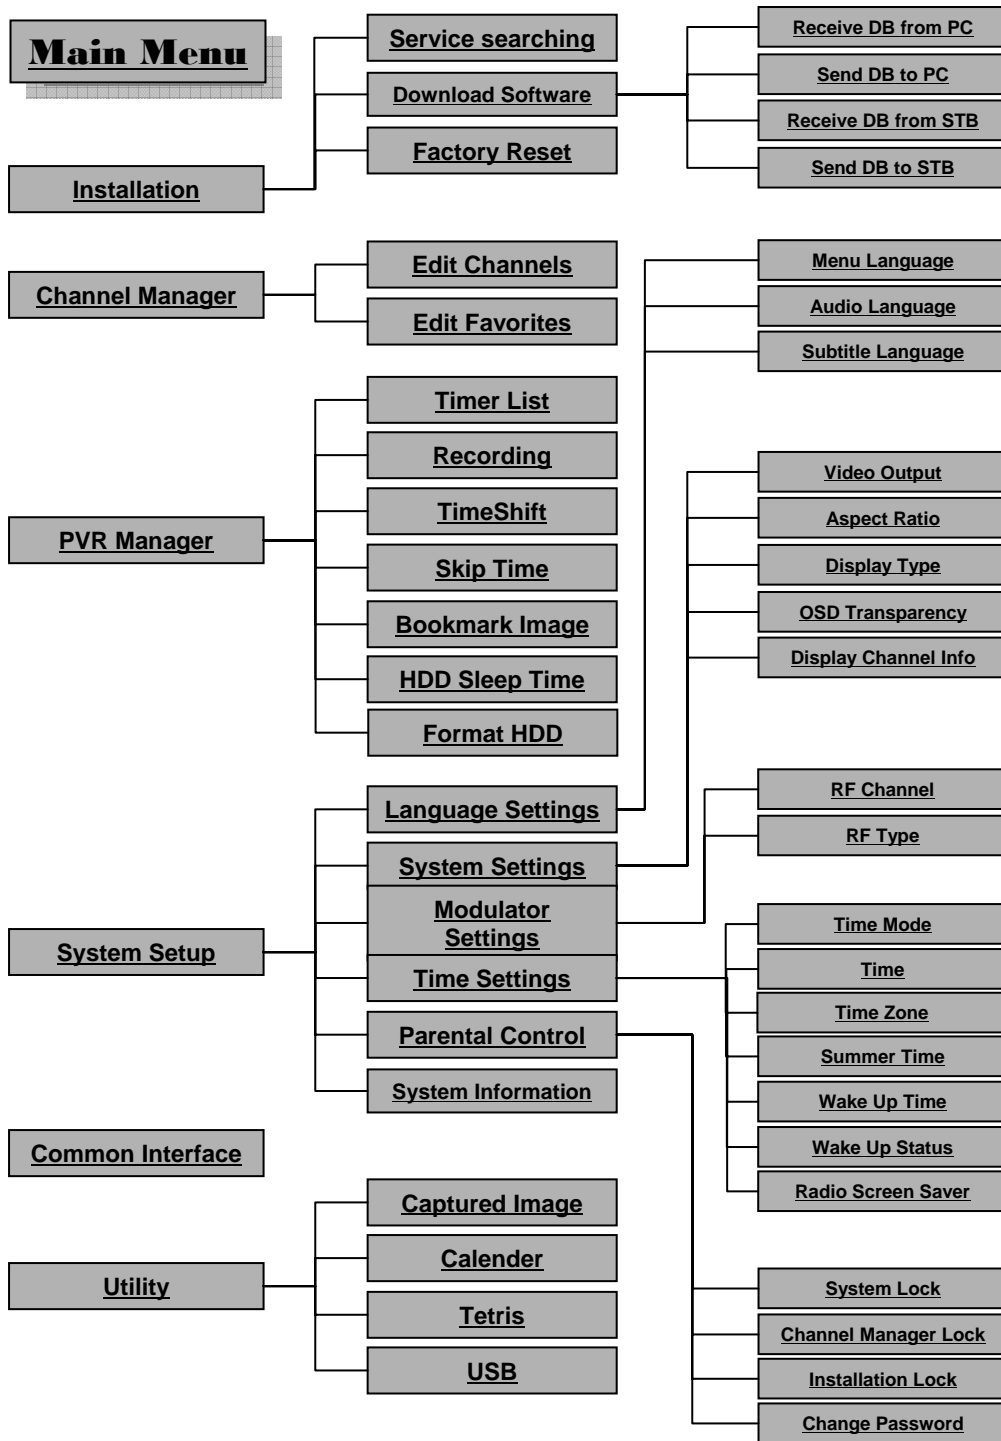 Main Menu
Installation
Service searching
Download Software
Factory Reset
Receive DB from PC
Send DB to PC
Receive DB from STB
Send DB to STB
Channel Manager
Edit Channels
Edit Favorites
PVR Manager
Timer List
Recording
TimeShift
Skip Time
Bookmark Image
HDD Sleep Time
Format HDD
System Setup
Language Settings
System Settings
Modulator
Settings
Time Settings
Parental Control
System Information
Menu Language
Audio Language
Subtitle Language
Video Output
Aspect Ratio
Display Type
OSD Transparency
Display Channel Info
RF Channel
RF Type
Time Mode
Time
Time Zone
Summer Time
Wake Up Time
Wake Up Status
Radio Screen Saver
System Lock
Channel Manager Lock
Installation Lock
Change Password
Common Interface
Utility
Captured Image
Calender
Tetris
USB